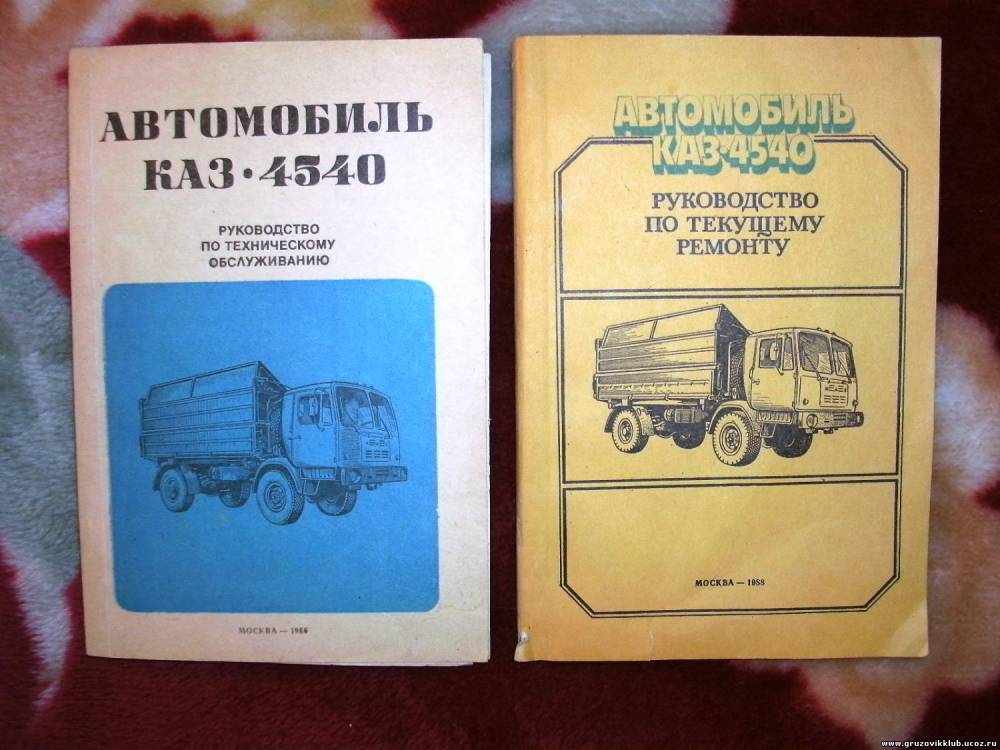 АВТОМОБИЛЬ
КАЗ·4540
РУКОВОДСТВО
ПО ТЕХНИЧЕСКОМУ
ОБСЛУЖИВАНИЮ
МОСКВА — 1986
АВТОМОБИЛЬ
КАЗ·4540
РУКОВОДСТВО
ПО ТЕКУЩЕМУ
РЕМОНТУ
МОСКВА — 1988
www.gruzovikklub.ucoz.ru